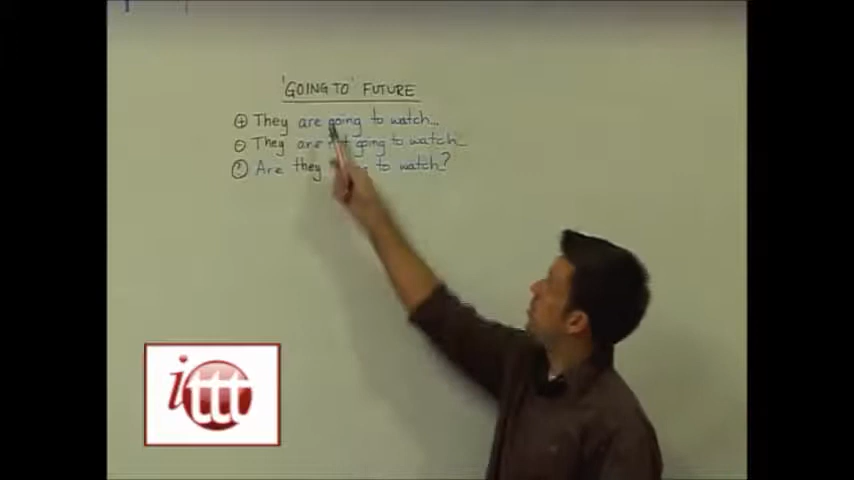 'GOING TO' FUTURE
⊕ They are going to watch...
⊖ They are going to watch...
? Are they to watch..?
ittt